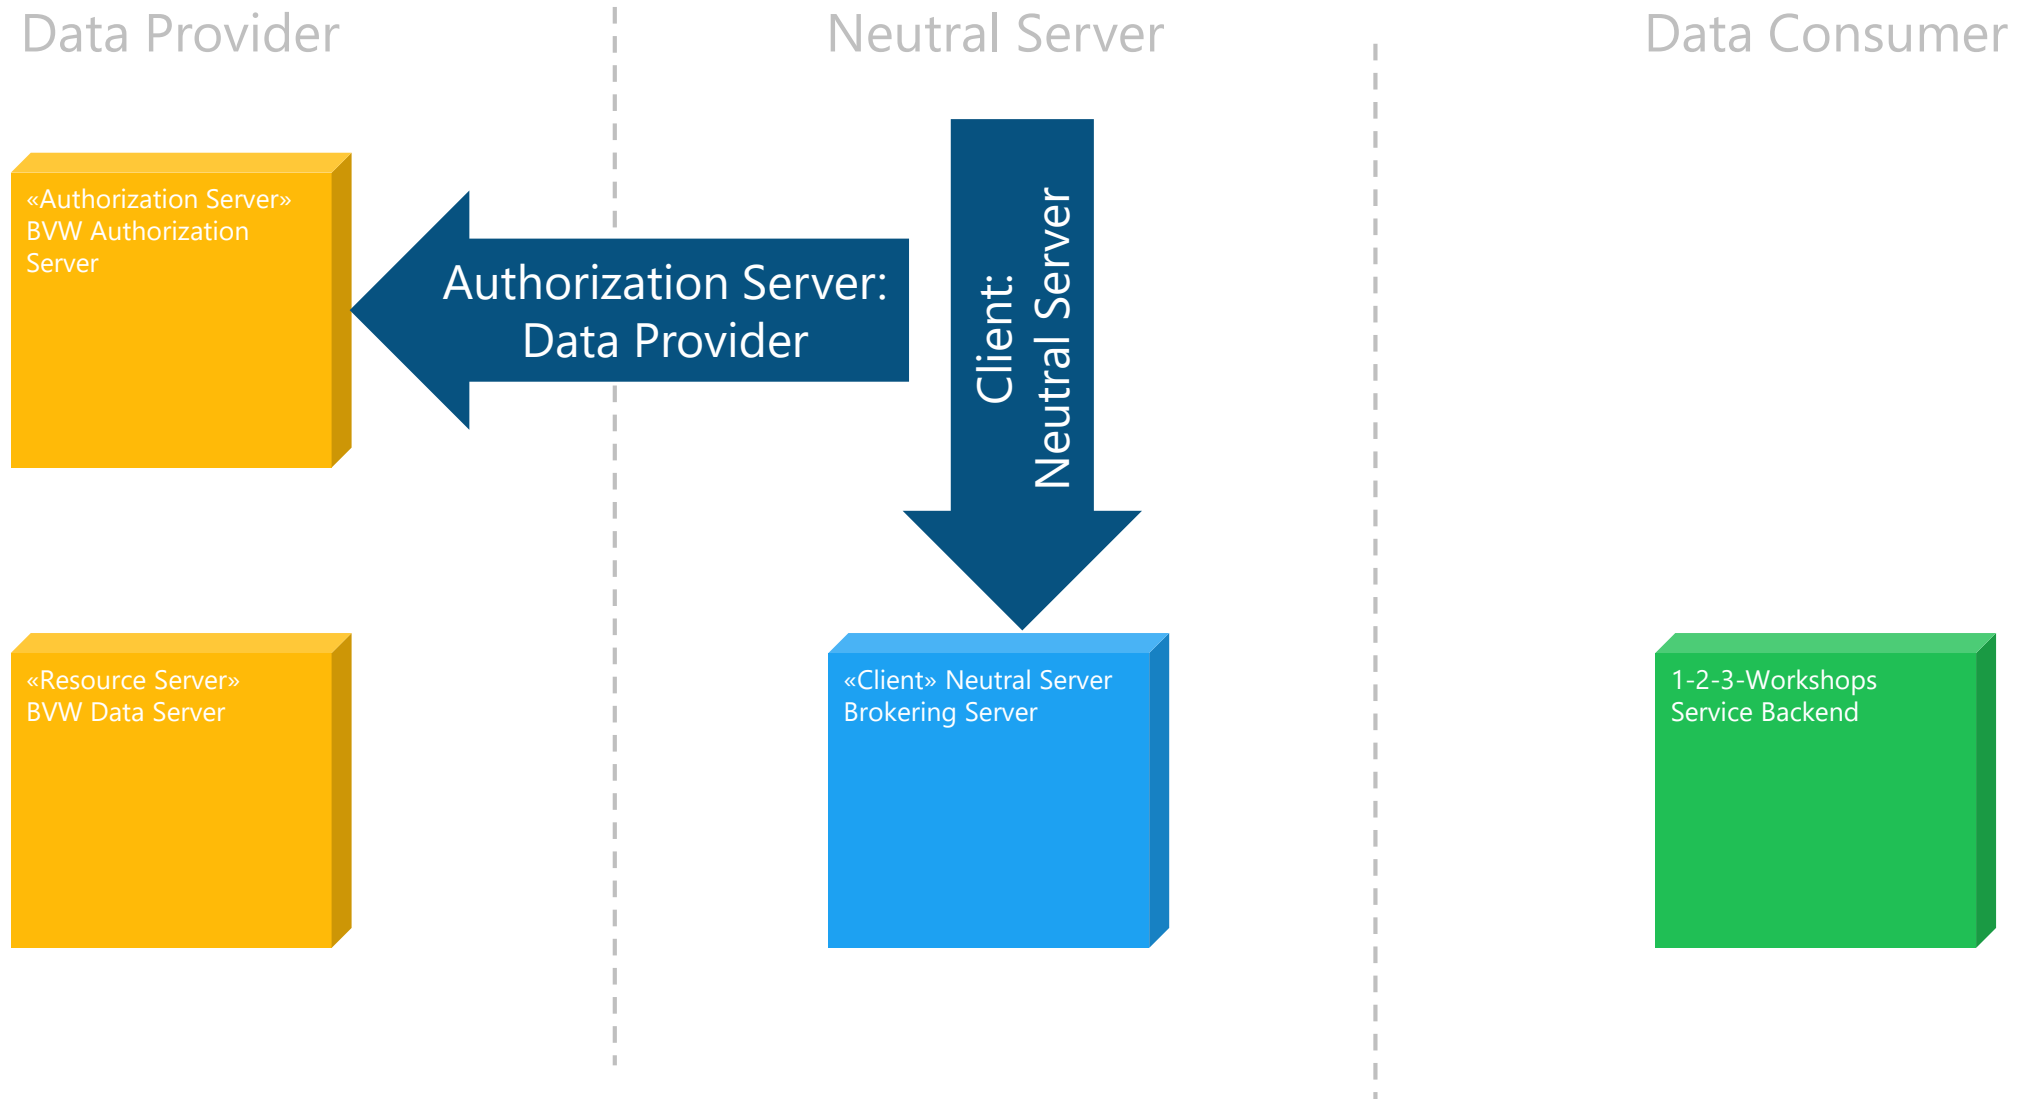 Data Provider
Neutral Server
Data Consumer
«Authorization Server»
BVW Authorization
Server
Authorization Server:
Data Provider
Client:
Neutral Server
«Resource Server»
BVW Data Server
«Client» Neutral Server
Brokering Server
1-2-3-Workshops
Service Backend